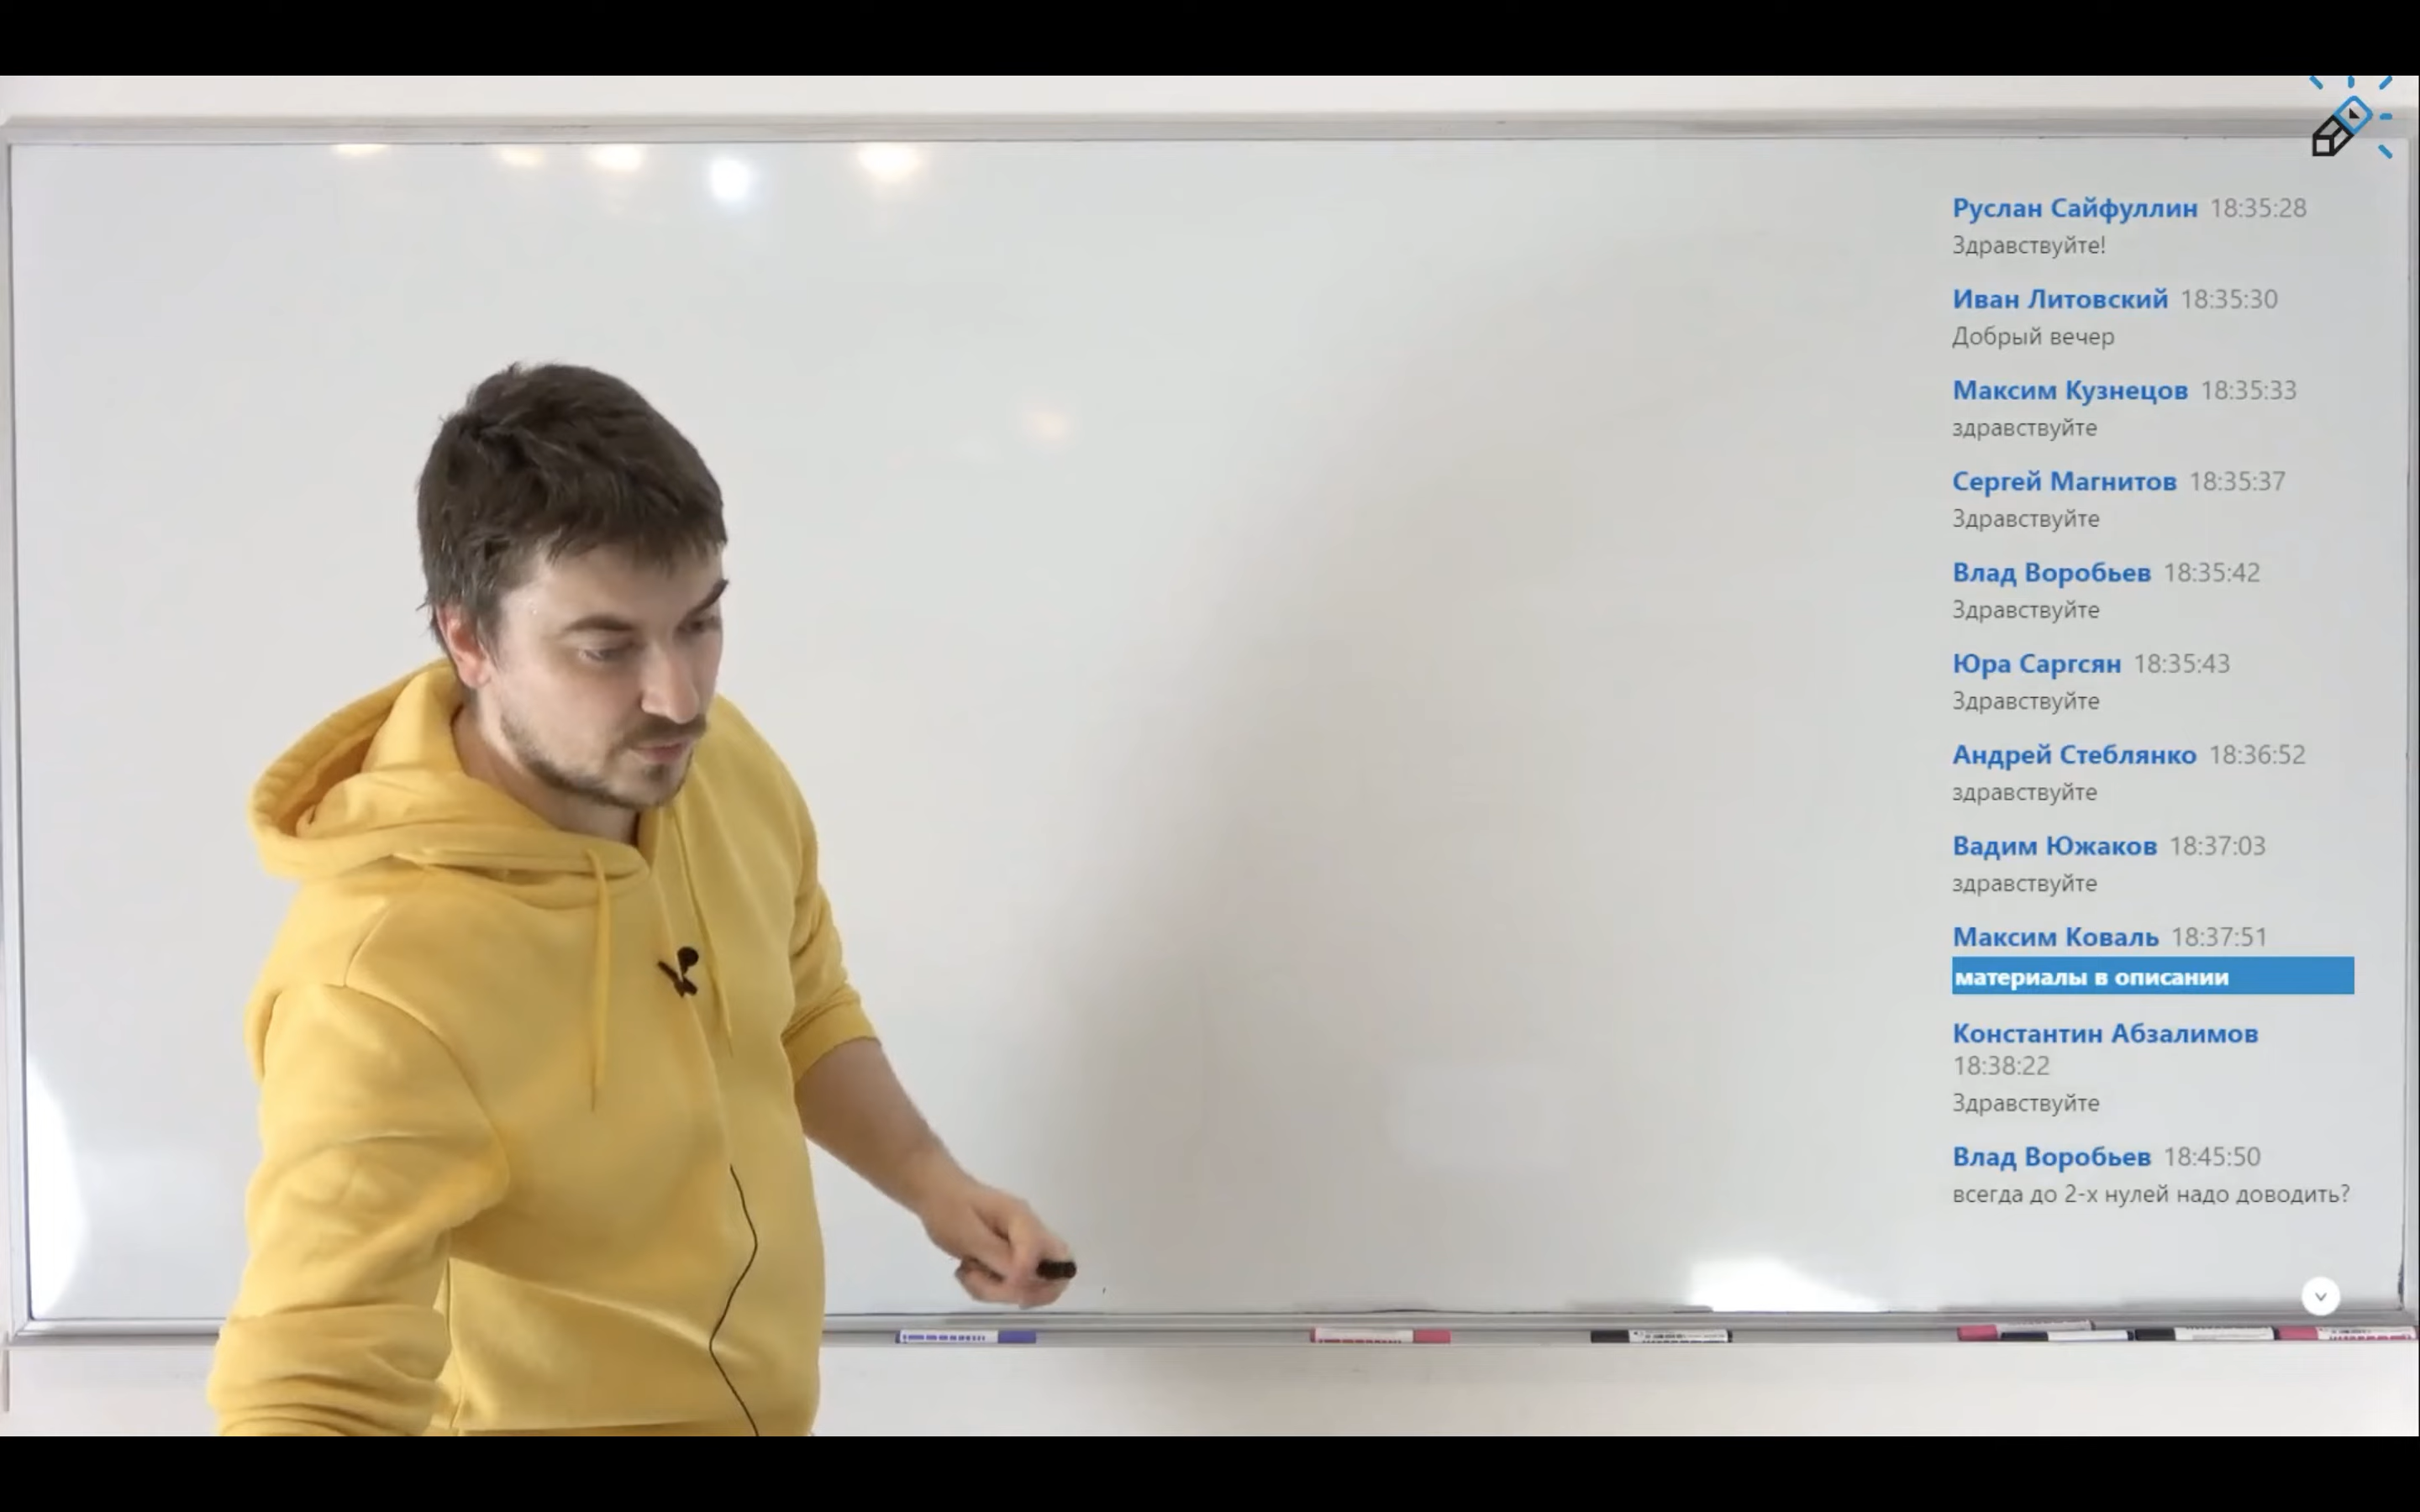 Руслан Сайфуллин 18:35:28
Здравствуйте!
Иван Литовский 18:35:30
Добрый вечер
Максим Кузнецов 18:35:33
здравствуйте
Сергей Магнитов 18:35:37
Здравствуйте
Влад Воробьев 18:35:42
Здравствуйте
Юра Саргсян 18:35:43
Здравствуйте
Андрей Стеблянко 18:36:52
здравствуйте
Вадим Южаков 18:37:03
здравствуйте
Максим Коваль 18:37:51
материалы в описании
Константин Абзалимов
18:38:22
Здравствуйте
Влад Воробьев 18:45:50
всегда до 2-х нулей надо доводить?